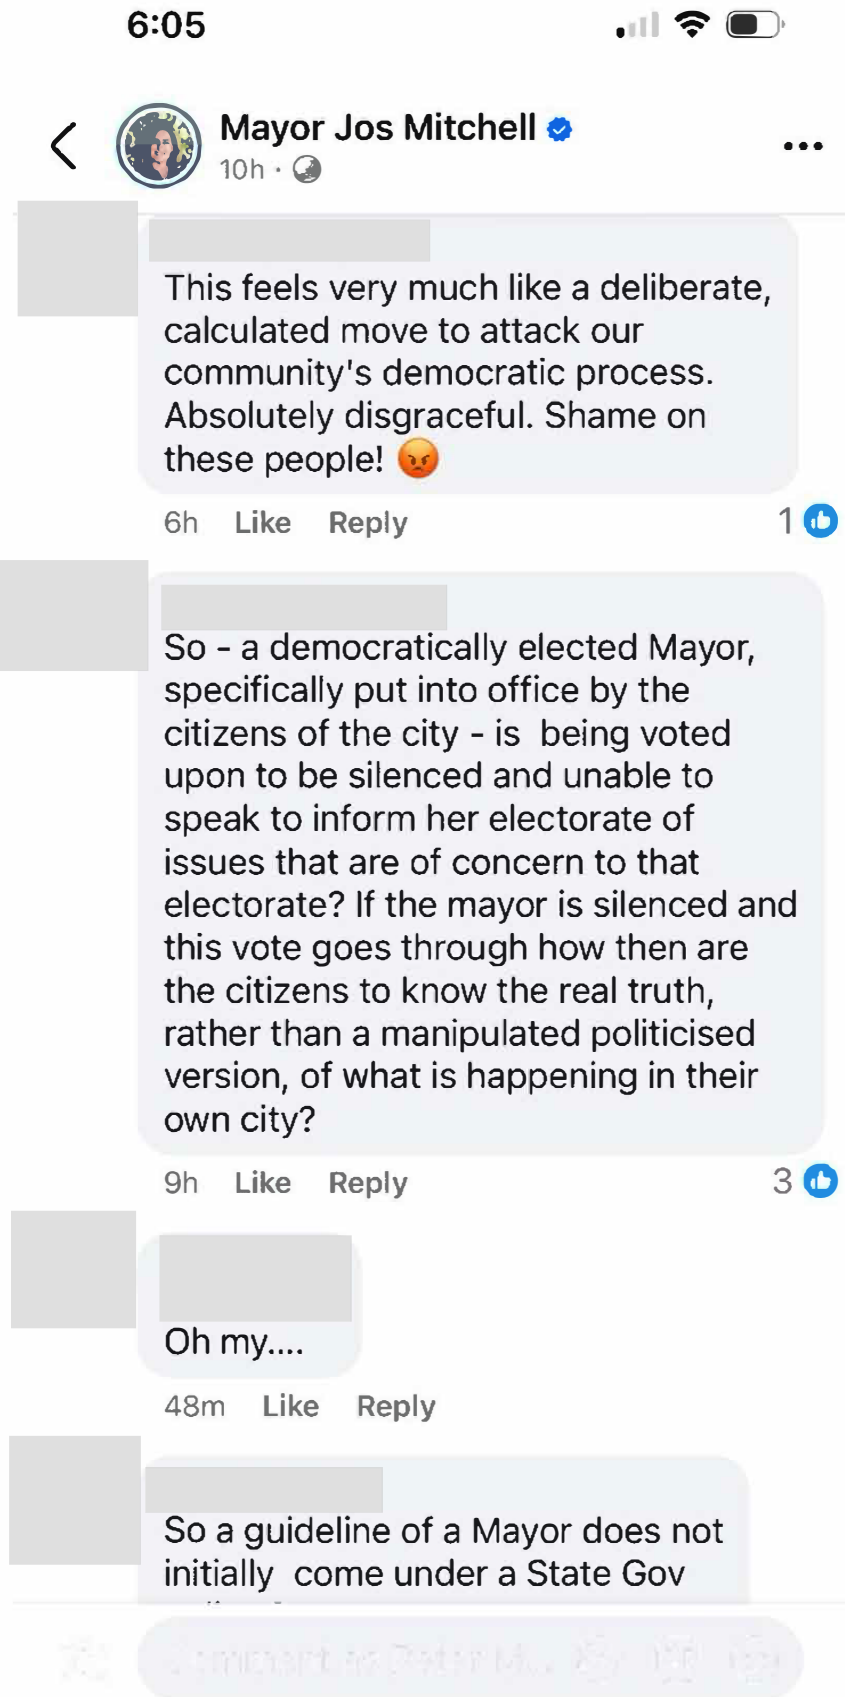 6:05
Mayor Jos Mitchell
10h ·
This feels very much like a deliberate,
calculated move to attack our
community's democratic process.
Absolutely disgraceful. Shame on
these people! 😡
6h Like Reply 1
So - a democratically elected Mayor,
specifically put into office by the
citizens of the city - is  being voted
upon to be silenced and unable to
speak to inform her electorate of
issues that are of concern to that
electorate? If the mayor is silenced and
this vote goes through how then are
the citizens to know the real truth,
rather than a manipulated politicised
version, of what is happening in their
own city?
9h Like Reply 3
Oh my....
48m Like Reply
So a guideline of a Mayor does not
initially  come under a State Gov